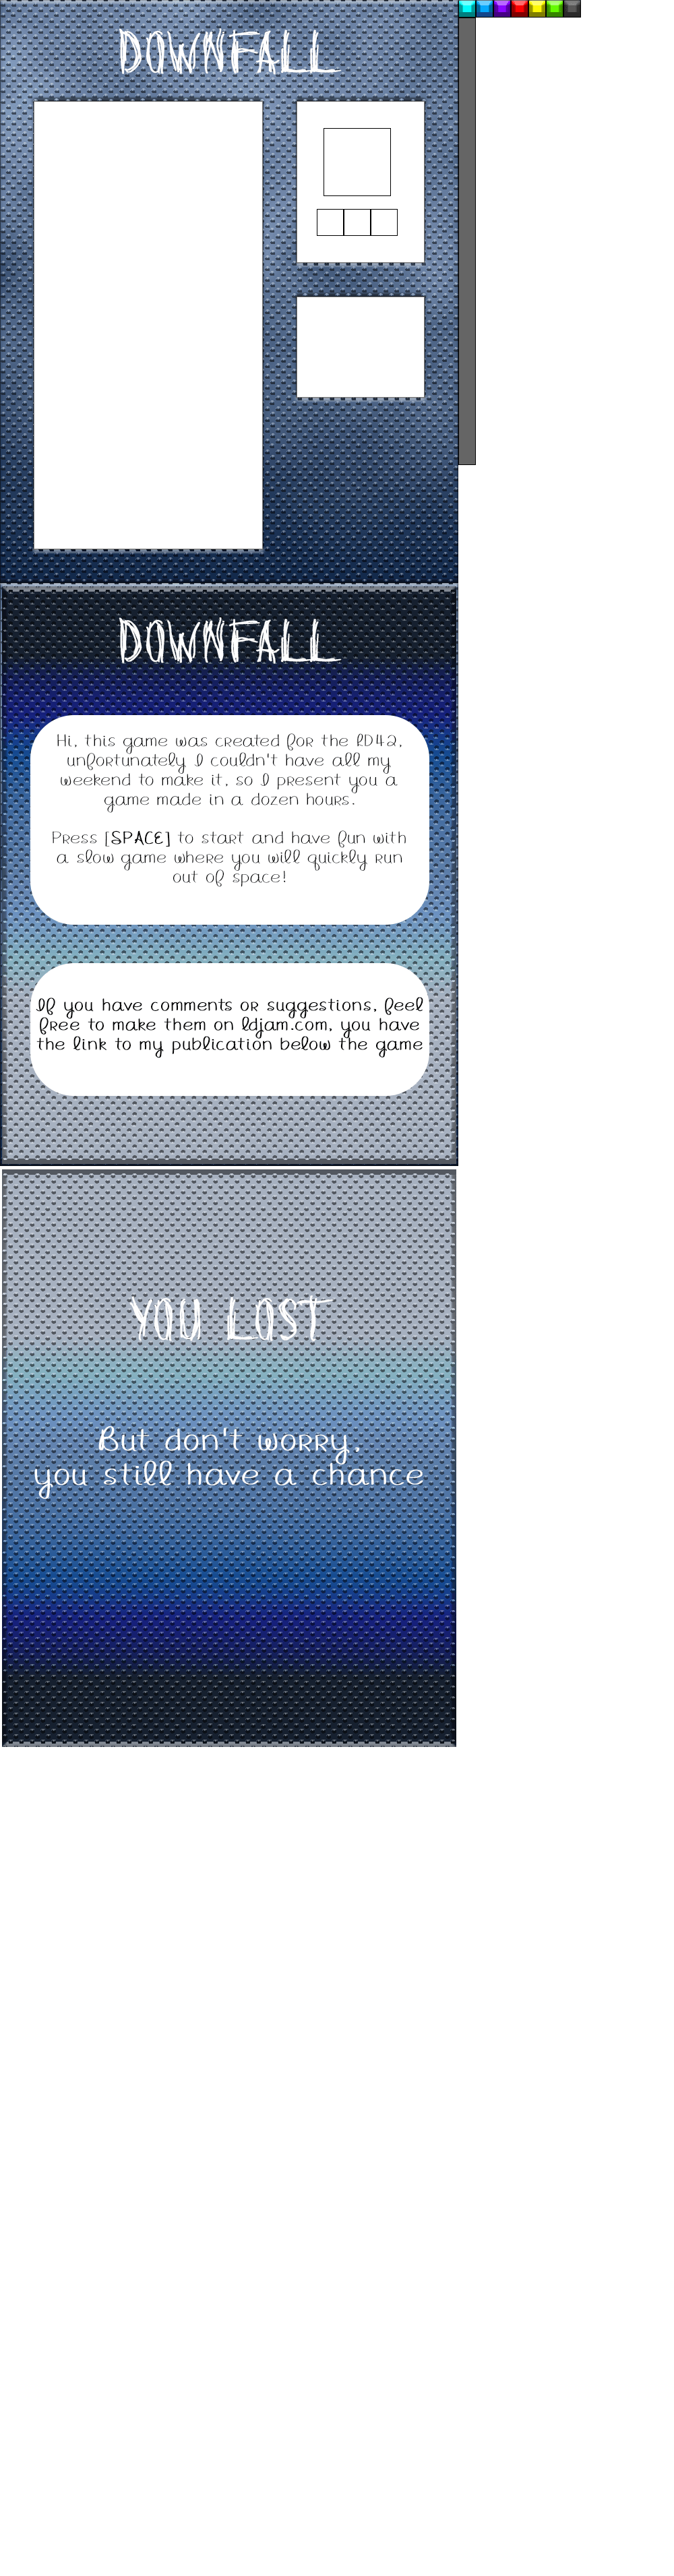 DOWNFALL
DOWNFALL
Hi, this game was created for the LD42,
unfortunately I couldn't have all my
weekend to make it, so I present you a
game made in a dozen hours.
Press [SPACE] to start and have fun with
a slow game where you will quickly run
out of space!
If you have comments or suggestions, feel
free to make them on ldjam.com, you have
the link to my publication below the game
YOU LOST
But don't worry,
you still have a chance